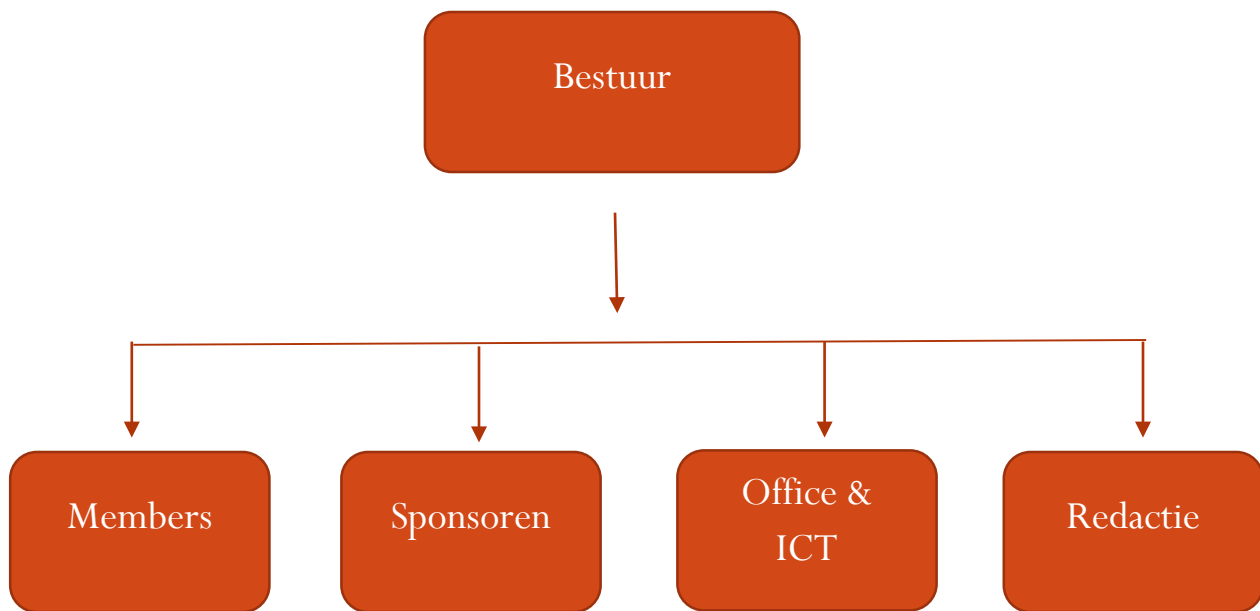 Bestuur
Members
Sponsoren
Office &
ICT
Redactie